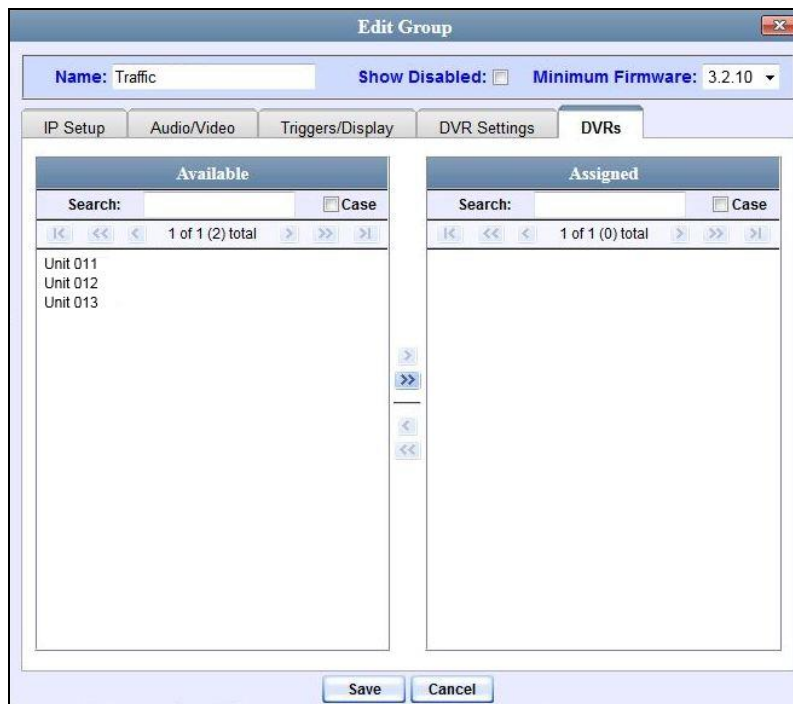 Edit Group
Name: Traffic Show Disabled: Minimum Firmware: 3.2.10
IP Setup Audio/Video Triggers/Display DVR Settings DVRs
Available Assigned
Search: Case Search: Case
|< << < 1 of 1 (2) total > >> >| |< << < 1 of 1 (0) total > >> >|
Unit 011
Unit 012
Unit 013
>
>>
<
<<
Save Cancel